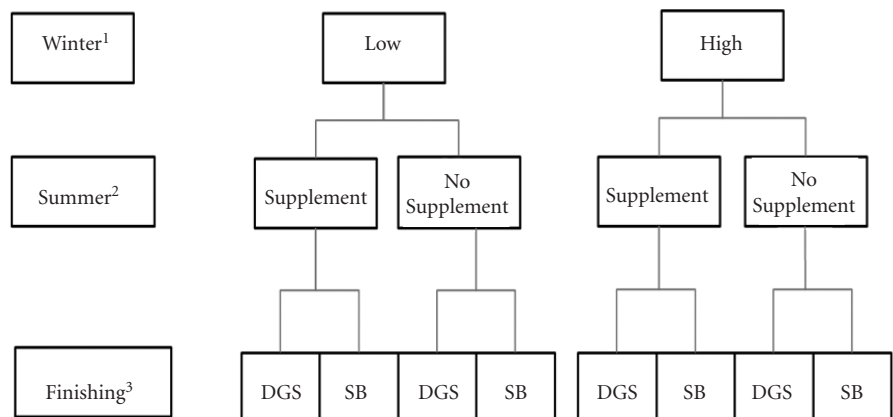 Winter¹
Low
High
Summer²
Supplement
No
Supplement
Supplement
No
Supplement
Finishing³
DGS
SB
DGS
SB
DGS
SB
DGS
SB